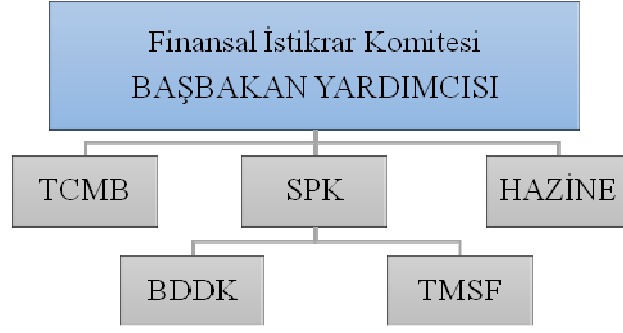 Finansal İstikrar Komitesi
BAŞBAKAN YARDIMCISI
TCMB
SPK
HAZİNE
BDDK
TMSF